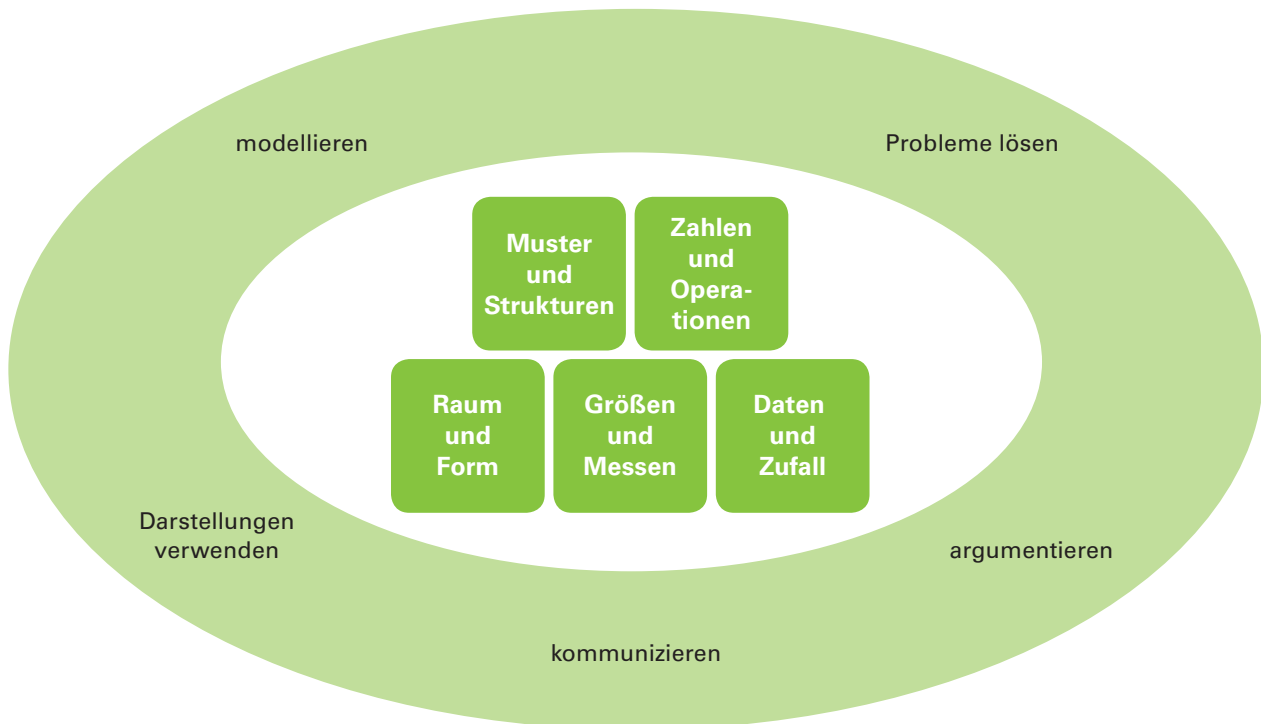 modellieren
Probleme lösen
Muster
und
Strukturen
Zahlen
und
Opera-
tionen
Raum
und
Form
Größen
und
Messen
Daten
und
Zufall
Darstellungen
verwenden
argumentieren
kommunizieren